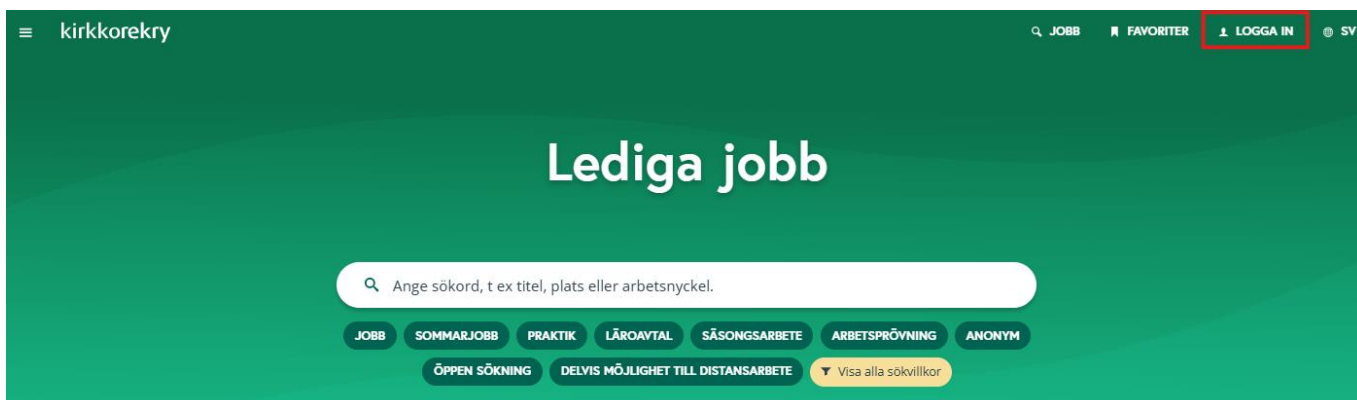 kirkkorekry JOBB FAVORITER LOGGA IN SV
Lediga jobb
Ange sökord, t ex titel, plats eller arbetsnyckel.
JOBB SOMMARJOBB PRAKTIK LÄROAVTAL SÄSONGSARBETE ARBETSPRÖVNING ANONYM
ÖPPEN SÖKNING DELVIS MÖJLIGHET TILL DISTANSARBETE Visa alla sökvillkor